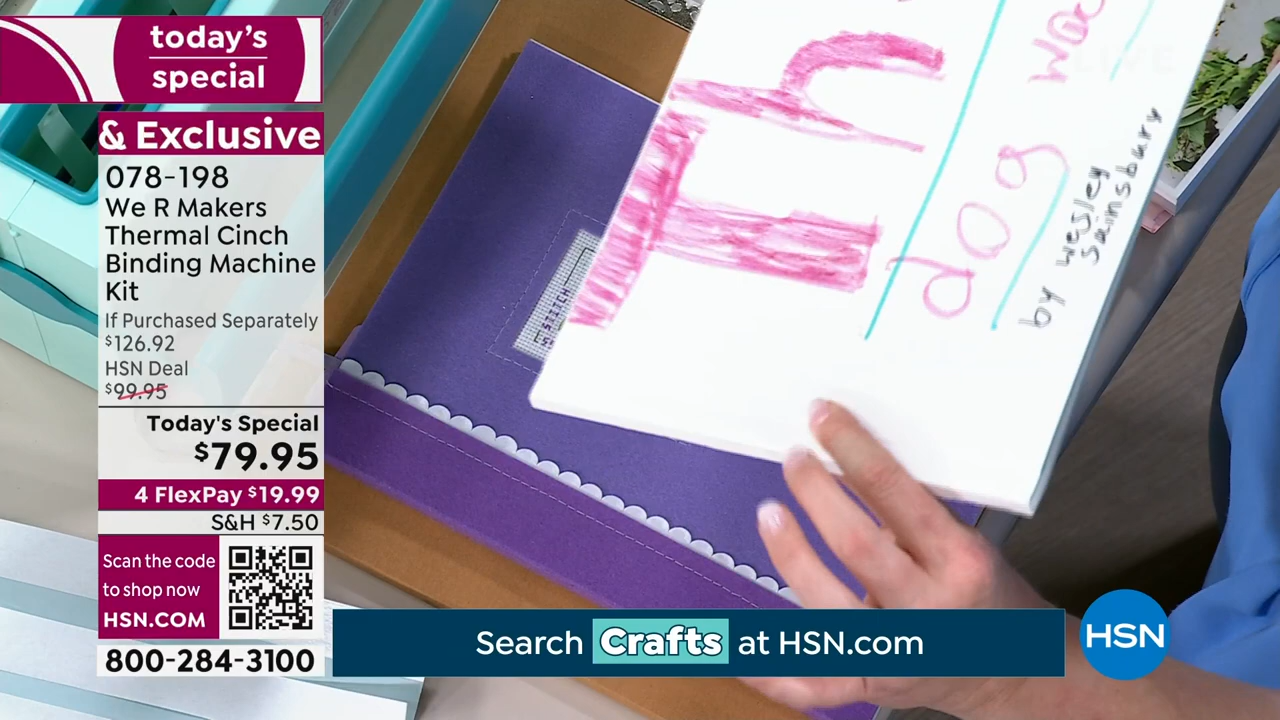 today's
special
& Exclusive
078-198
We R Makers
Thermal Cinch
Binding Machine
Kit
If Purchased Separately
$126.92
HSN Deal
$99.95
Today's Special
$79.95
4 FlexPay $19.99
S&H $7.50
Scan the code
to shop now
HSN.COM
800-284-3100
Th
dog
by wesley
sainsbury
STITCH
LIVE
Search Crafts at HSN.com
HSN